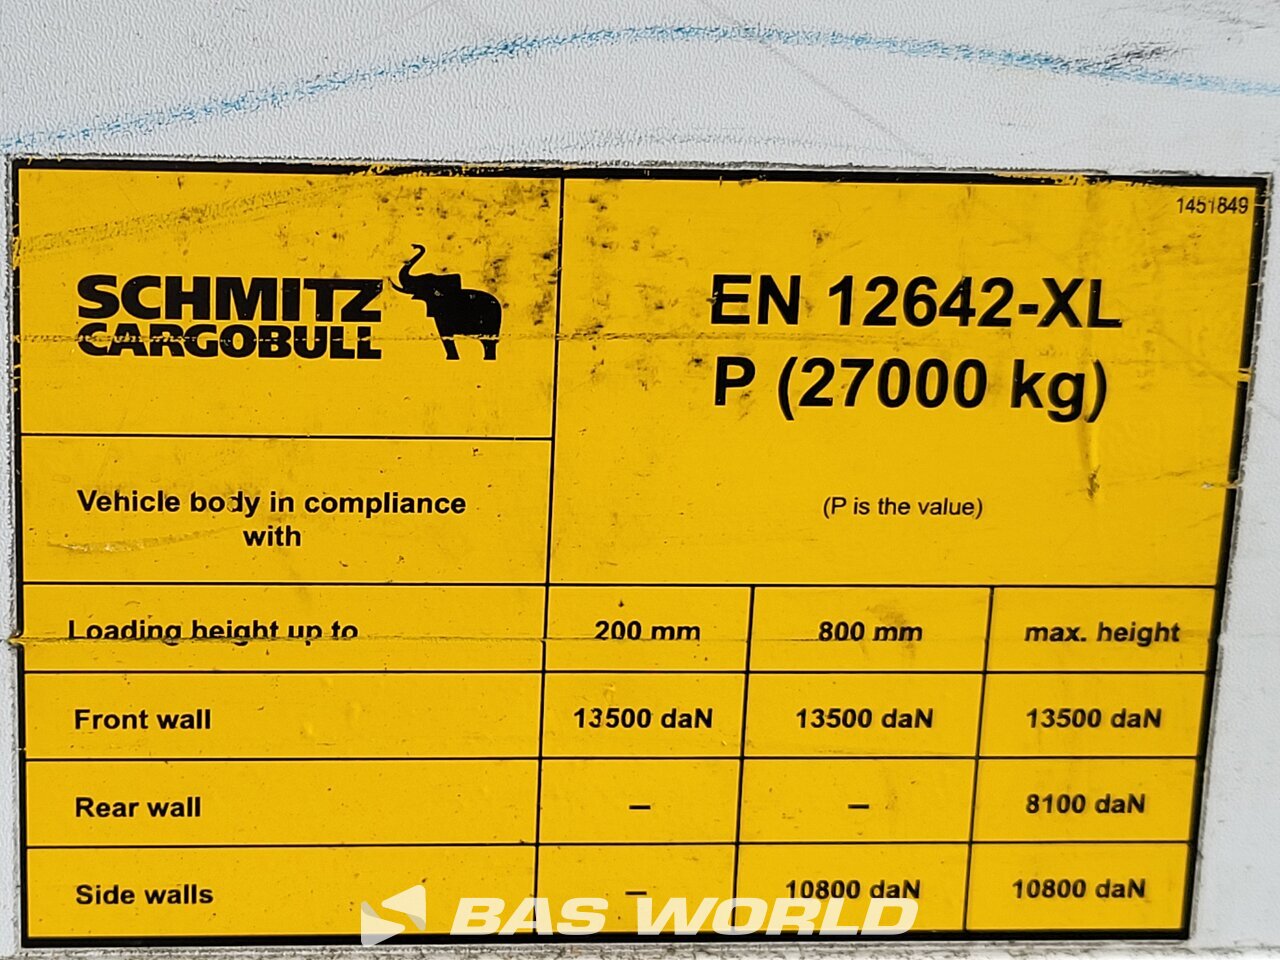 1451849
SCHMITZ
CARGOBULL
EN 12642-XL
P (27000 kg)
Vehicle body in compliance
with
(P is the value)
Loading height up to 200 mm 800 mm max. height
Front wall 13500 daN 13500 daN 13500 daN
Rear wall – – 8100 daN
Side walls – 10800 daN 10800 daN
BAS WORLD